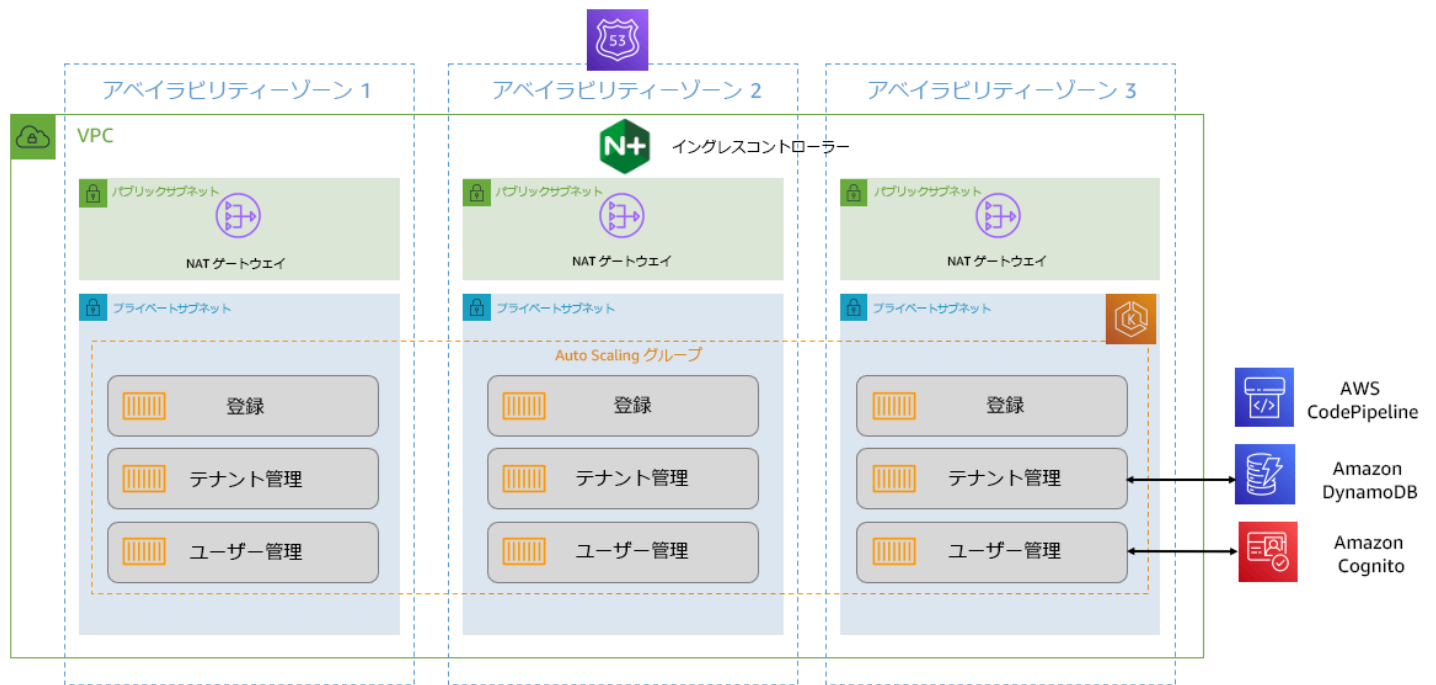 53
アベイラビリティーゾーン 1
アベイラビリティーゾーン 2
アベイラビリティーゾーン 3
VPC
N+
イングレスコントローラー
パブリックサブネット
NAT ゲートウェイ
パブリックサブネット
NAT ゲートウェイ
パブリックサブネット
NAT ゲートウェイ
プライベートサブネット
プライベートサブネット
プライベートサブネット
K
Auto Scaling グループ
登録
登録
登録
テナント管理
テナント管理
テナント管理
ユーザー管理
ユーザー管理
ユーザー管理
</>
AWS
CodePipeline
Amazon
DynamoDB
Amazon
Cognito